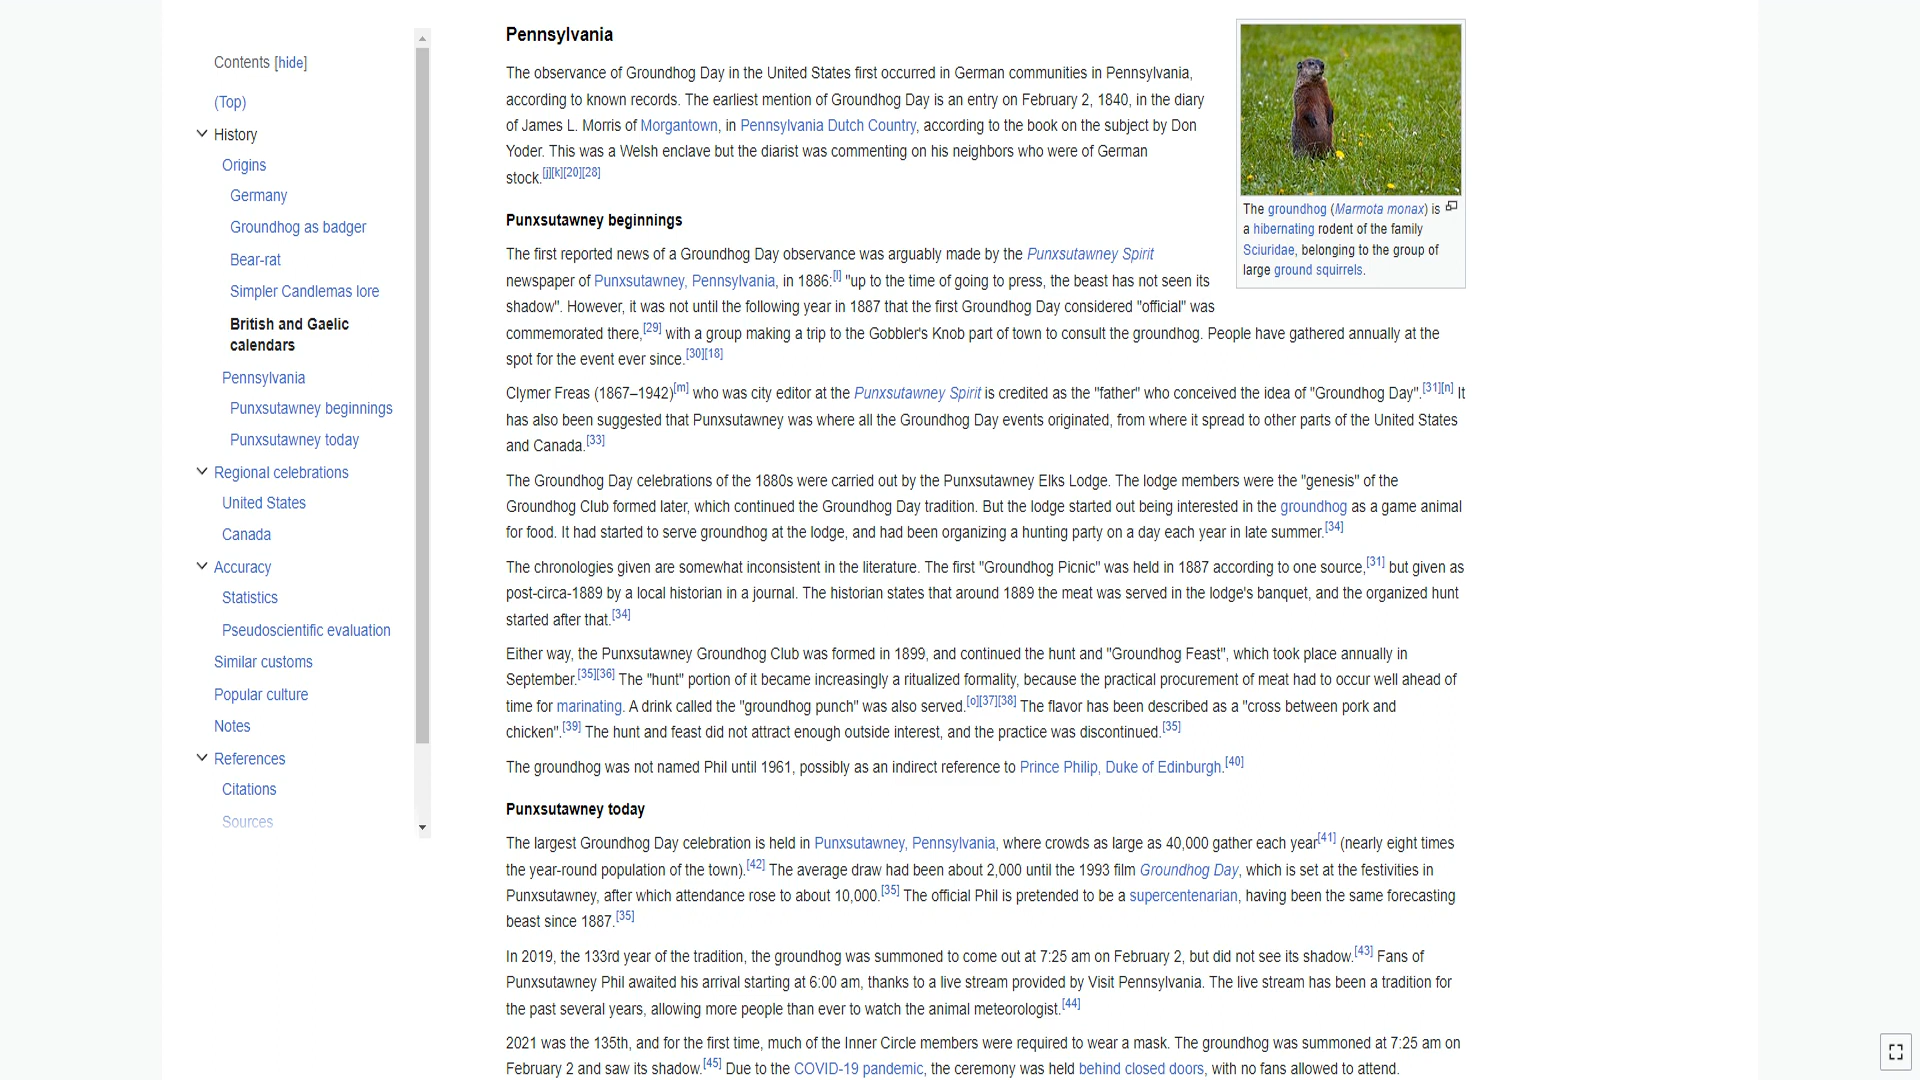 Contents [hide]
(Top)
History
Origins
Germany
Groundhog as badger
Bear-rat
Simpler Candlemas lore
British and Gaelic
calendars
Pennsylvania
Punxsutawney beginnings
Punxsutawney today
Regional celebrations
United States
Canada
Accuracy
Statistics
Pseudoscientific evaluation
Similar customs
Popular culture
Notes
References
Citations
Sources
Pennsylvania
The observance of Groundhog Day in the United States first occurred in German communities in Pennsylvania,
according to known records. The earliest mention of Groundhog Day is an entry on February 2, 1840, in the diary
of James L. Morris of Morgantown, in Pennsylvania Dutch Country, according to the book on the subject by Don
Yoder. This was a Welsh enclave but the diarist was commenting on his neighbors who were of German
stock.[j][k][20][28]
The groundhog (Marmota monax) is
a hibernating rodent of the family
Sciuridae, belonging to the group of
large ground squirrels.
Punxsutawney beginnings
The first reported news of a Groundhog Day observance was arguably made by the Punxsutawney Spirit
newspaper of Punxsutawney, Pennsylvania, in 1886:[l] "up to the time of going to press, the beast has not seen its
shadow". However, it was not until the following year in 1887 that the first Groundhog Day considered "official" was
commemorated there,[29] with a group making a trip to the Gobbler's Knob part of town to consult the groundhog. People have gathered annually at the
spot for the event ever since.[30][18]
Clymer Freas (1867–1942)[m] who was city editor at the Punxsutawney Spirit is credited as the "father" who conceived the idea of "Groundhog Day".[31][n] It
has also been suggested that Punxsutawney was where all the Groundhog Day events originated, from where it spread to other parts of the United States
and Canada.[33]
The Groundhog Day celebrations of the 1880s were carried out by the Punxsutawney Elks Lodge. The lodge members were the "genesis" of the
Groundhog Club formed later, which continued the Groundhog Day tradition. But the lodge started out being interested in the groundhog as a game animal
for food. It had started to serve groundhog at the lodge, and had been organizing a hunting party on a day each year in late summer.[34]
The chronologies given are somewhat inconsistent in the literature. The first "Groundhog Picnic" was held in 1887 according to one source,[31] but given as
post-circa-1889 by a local historian in a journal. The historian states that around 1889 the meat was served in the lodge's banquet, and the organized hunt
started after that.[34]
Either way, the Punxsutawney Groundhog Club was formed in 1899, and continued the hunt and "Groundhog Feast", which took place annually in
September.[35][36] The "hunt" portion of it became increasingly a ritualized formality, because the practical procurement of meat had to occur well ahead of
time for marinating. A drink called the "groundhog punch" was also served.[o][37][38] The flavor has been described as a "cross between pork and
chicken".[39] The hunt and feast did not attract enough outside interest, and the practice was discontinued.[35]
The groundhog was not named Phil until 1961, possibly as an indirect reference to Prince Philip, Duke of Edinburgh.[40]
Punxsutawney today
The largest Groundhog Day celebration is held in Punxsutawney, Pennsylvania, where crowds as large as 40,000 gather each year[41] (nearly eight times
the year-round population of the town).[42] The average draw had been about 2,000 until the 1993 film Groundhog Day, which is set at the festivities in
Punxsutawney, after which attendance rose to about 10,000.[35] The official Phil is pretended to be a supercentenarian, having been the same forecasting
beast since 1887.[35]
In 2019, the 133rd year of the tradition, the groundhog was summoned to come out at 7:25 am on February 2, but did not see its shadow.[43] Fans of
Punxsutawney Phil awaited his arrival starting at 6:00 am, thanks to a live stream provided by Visit Pennsylvania. The live stream has been a tradition for
the past several years, allowing more people than ever to watch the animal meteorologist.[44]
2021 was the 135th, and for the first time, much of the Inner Circle members were required to wear a mask. The groundhog was summoned at 7:25 am on
February 2 and saw its shadow.[45] Due to the COVID-19 pandemic, the ceremony was held behind closed doors, with no fans allowed to attend.